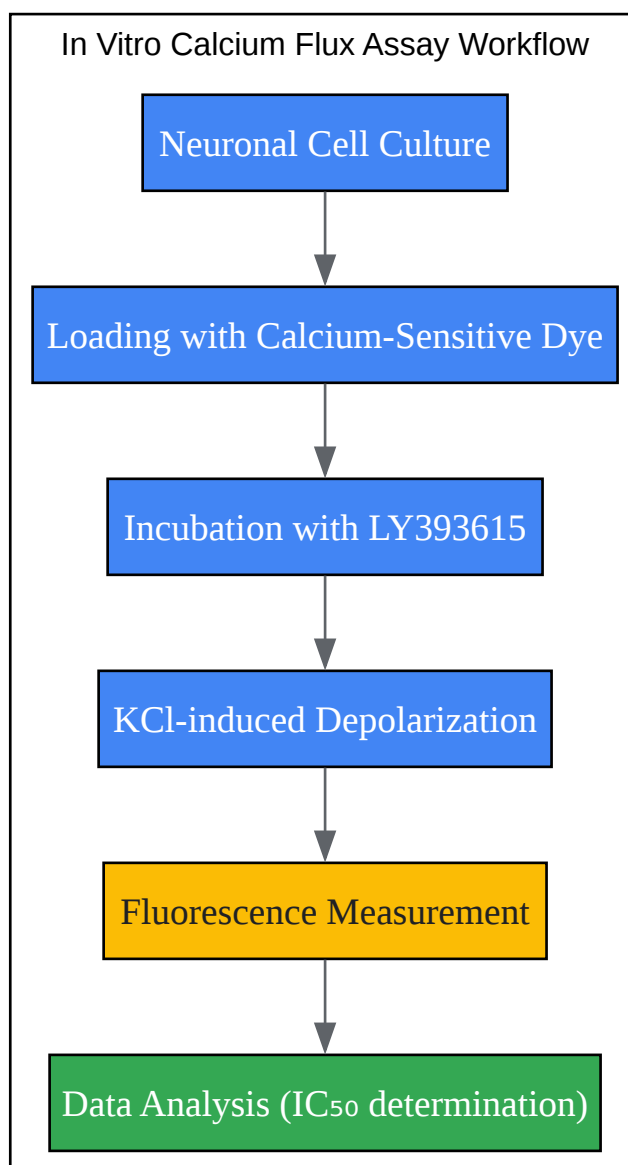 In Vitro Calcium Flux Assay Workflow
Neuronal Cell Culture
Loading with Calcium-Sensitive Dye
Incubation with LY393615
KCl-induced Depolarization
Fluorescence Measurement
Data Analysis (IC₅₀ determination)